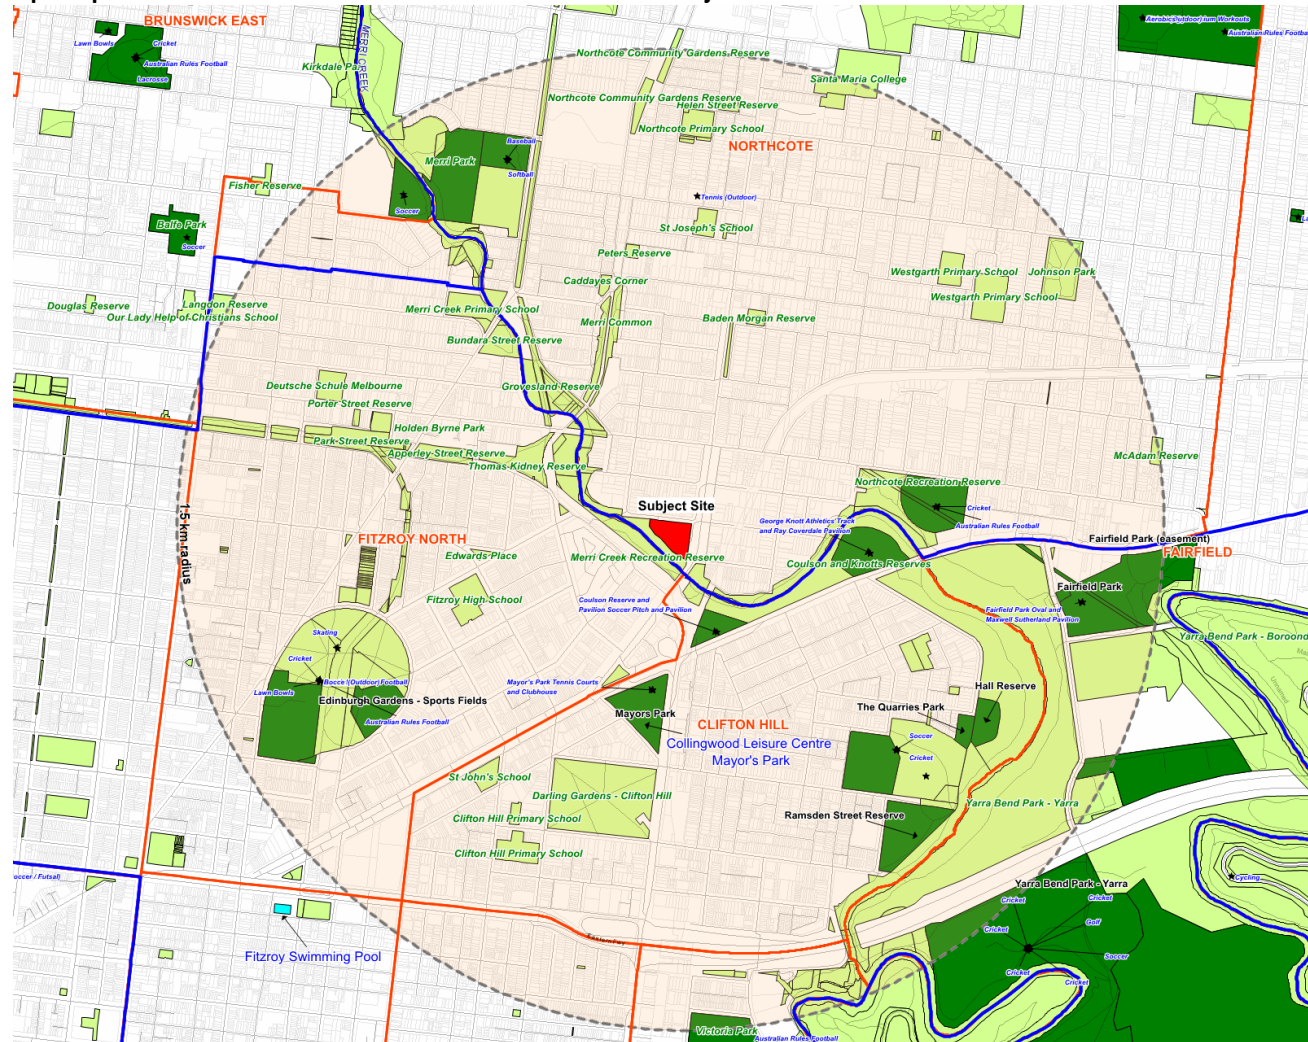 BRUNSWICK EAST
Lawn Bowls
Cricket
Australian Rules Football
Lacrosse
MERRI CREEK
Northcote Community Gardens Reserve
Kirkdale
Santa Maria College
Australian Rules
Northcote Community Gardens Reserve
Helen Street Reserve
Northcote Primary School
NORTHCOTE
Baseball
Merri Park
Softball
Fisher Reserve
Tennis (Outdoor)
Soccer
Balfe Park
Soccer
St Joseph's School
Peters Reserve
Caddayes Corner
Westgarth Primary School
Johnson Park
Westgarth Primary School
Douglas Reserve
Langdon Reserve
Our Lady Help of Christians School
Merri Creek Primary School
Merri Common
Baden Morgan Reserve
Bundara Street Reserve
Deutsche Schule Melbourne
Grovesland Reserve
Porter Street Reserve
Holden Byrne Park
Park Street Reserve
Apperley Street Reserve
Thomas Kidney Reserve
McAdam Reserve
Northcote Recreation Reserve
1.5 km radius
Subject Site
Cricket
George Knott Athletics Track
and Ray Coverdale Pavilion
Australian Rules Football
FITZROY NORTH
Fairfield Park (easement)
FAIRFIELD
Edwards Place
Merri Creek Recreation Reserve
Coulson and Knotts Reserves
Fairfield Park
Fitzroy High School
Coulson Reserve and
Pavilion Soccer Pitch and Pavilion
Fairfield Park Oval and
Maxwell Sutherland Pavilion
Skating
Yarra Bend Park - Boroond
Cricket
Lawn Bowls
Football
Mayor's Park Tennis Courts
and Clubhouse
Edinburgh Gardens - Sports Fields
Hall Reserve
The Quarries Park
Australian Rules Football
Mayors Park
CLIFTON HILL
Collingwood Leisure Centre
Mayor's Park
Soccer
Cricket
St John's School
Darling Gardens - Clifton Hill
Yarra Bend Park - Yarra
Clifton Hill Primary School
Ramsden Street Reserve
Clifton Hill Primary School
occer / Futsal)
Yarra Bend Park - Yarra
Cycling
Cricket
Cricket
Golf
Cricket
Eastern Fwy
Fitzroy Swimming Pool
Soccer
Cricket
Cricket
Victoria Park
Australian Rules Football